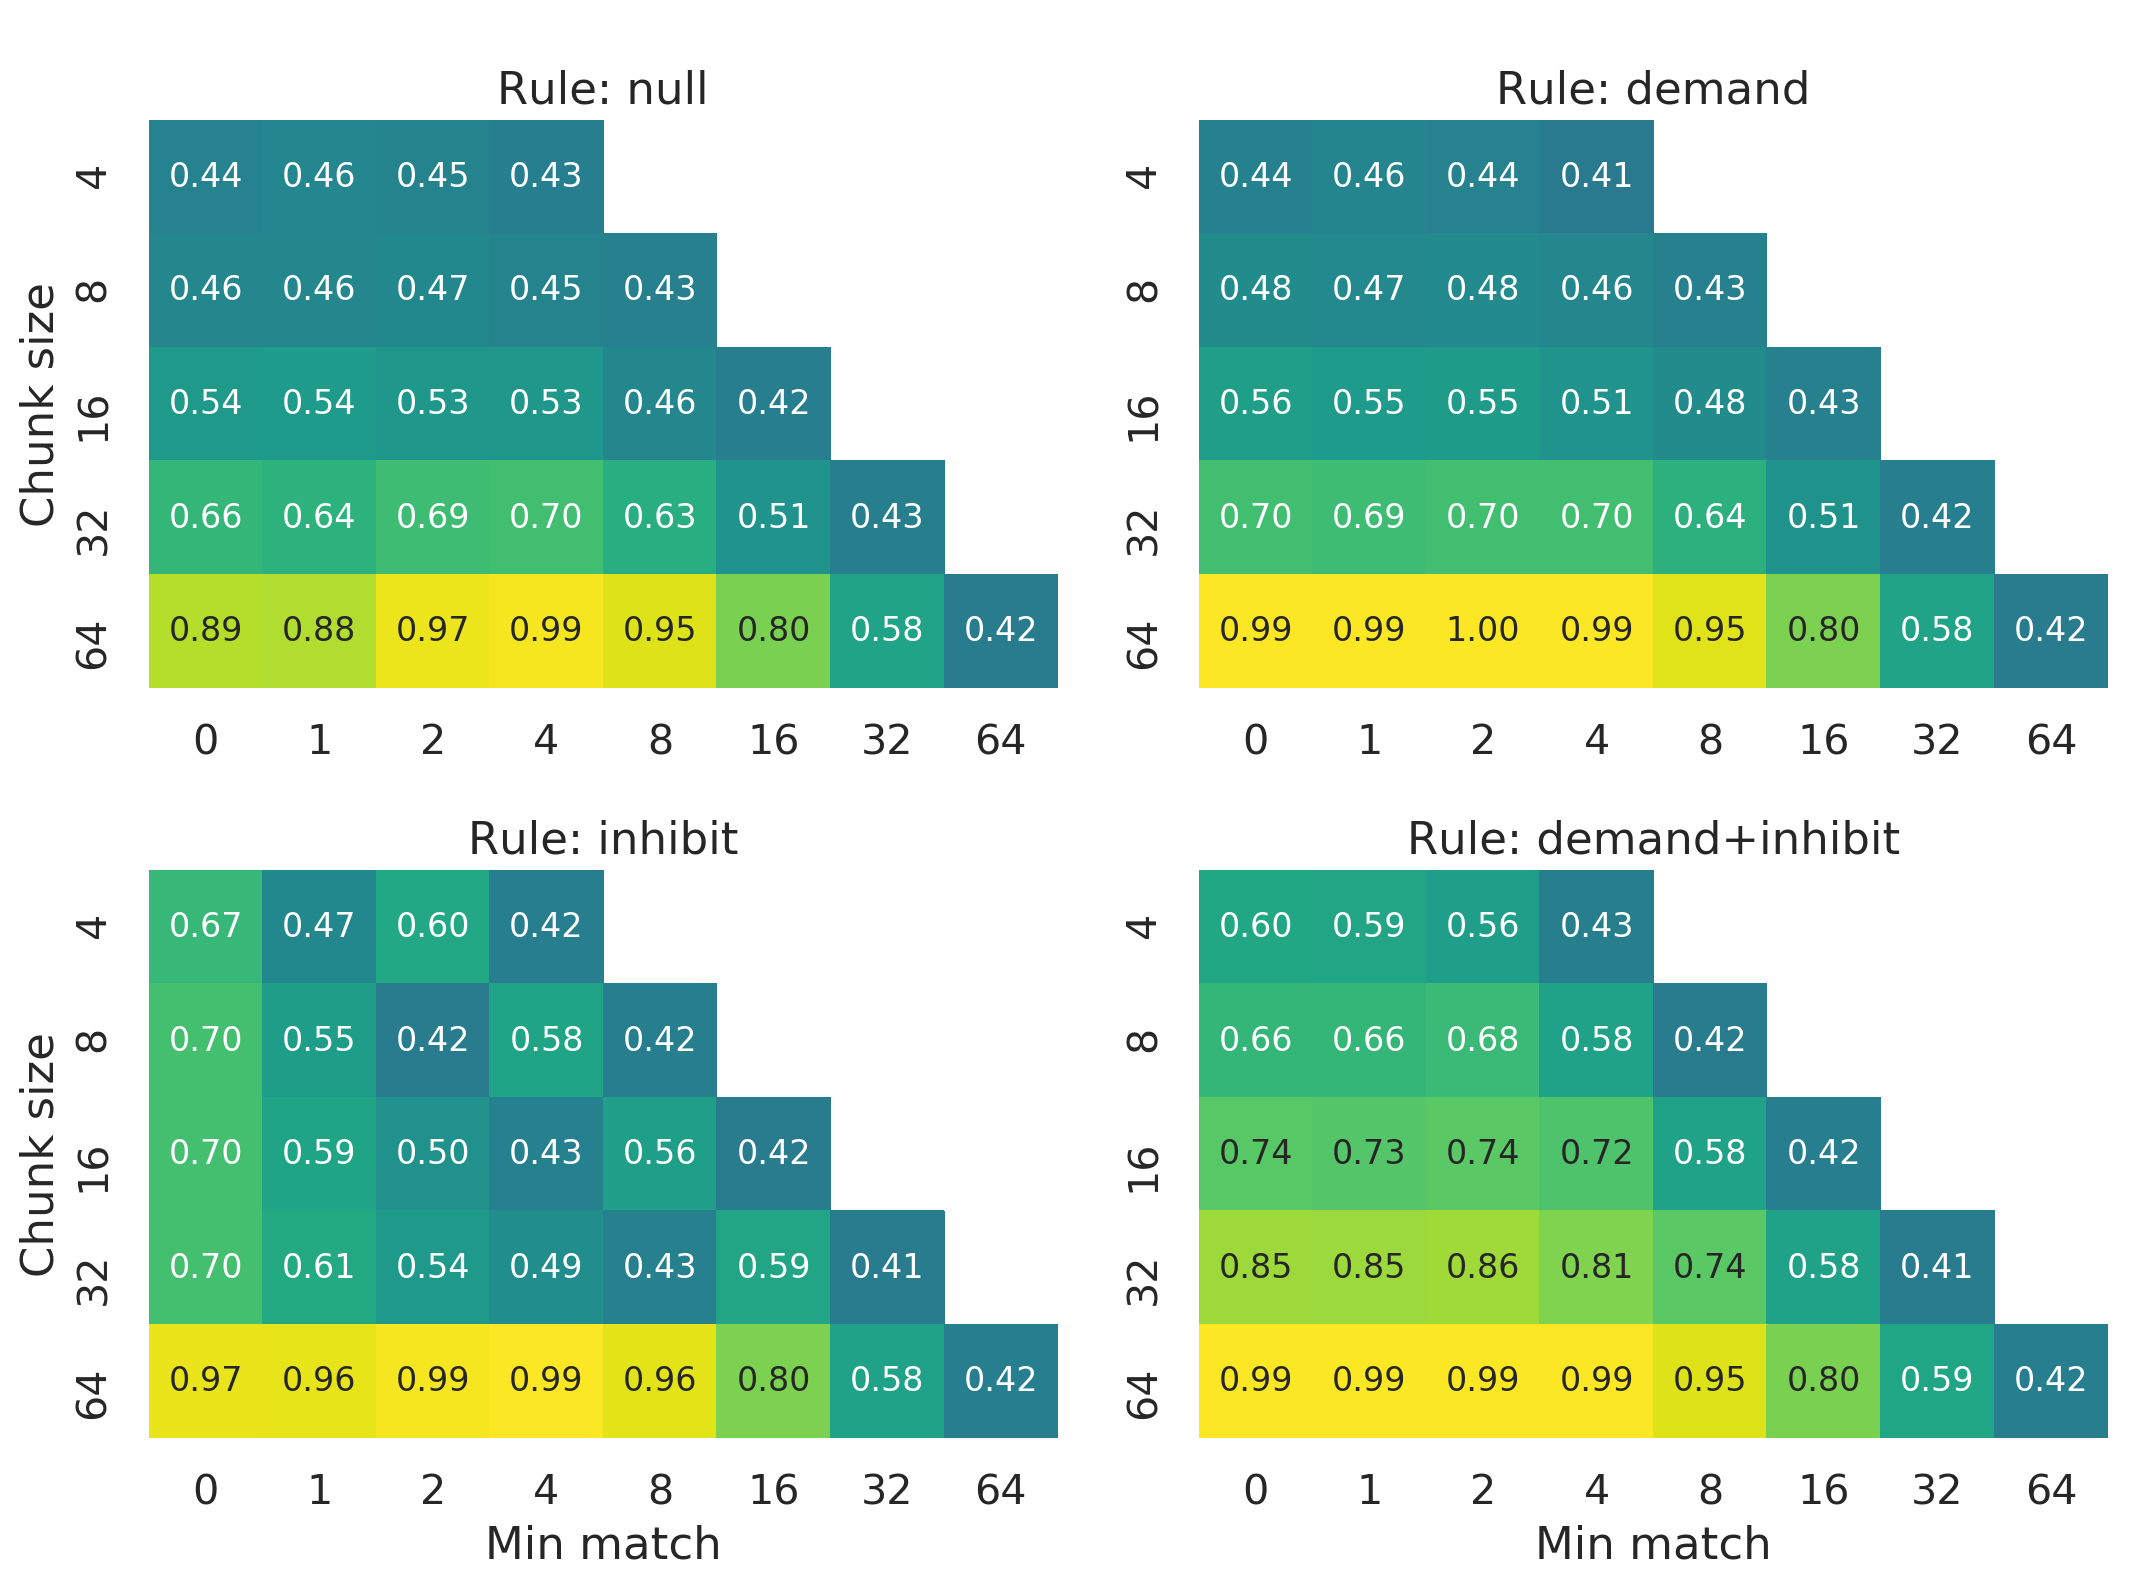 Rule: null
Chunk size
4 0.44 0.46 0.45 0.43
8 0.46 0.46 0.47 0.45 0.43
16 0.54 0.54 0.53 0.53 0.46 0.42
32 0.66 0.64 0.69 0.70 0.63 0.51 0.43
64 0.89 0.88 0.97 0.99 0.95 0.80 0.58 0.42
0 1 2 4 8 16 32 64
Rule: demand
4 0.44 0.46 0.44 0.41
8 0.48 0.47 0.48 0.46 0.43
16 0.56 0.55 0.55 0.51 0.48 0.43
32 0.70 0.69 0.70 0.70 0.64 0.51 0.42
64 0.99 0.99 1.00 0.99 0.95 0.80 0.58 0.42
0 1 2 4 8 16 32 64
Rule: inhibit
Chunk size
4 0.67 0.47 0.60 0.42
8 0.70 0.55 0.42 0.58 0.42
16 0.70 0.59 0.50 0.43 0.56 0.42
32 0.70 0.61 0.54 0.49 0.43 0.59 0.41
64 0.97 0.96 0.99 0.99 0.96 0.80 0.58 0.42
0 1 2 4 8 16 32 64
Min match
Rule: demand+inhibit
4 0.60 0.59 0.56 0.43
8 0.66 0.66 0.68 0.58 0.42
16 0.74 0.73 0.74 0.72 0.58 0.42
32 0.85 0.85 0.86 0.81 0.74 0.58 0.41
64 0.99 0.99 0.99 0.99 0.95 0.80 0.59 0.42
0 1 2 4 8 16 32 64
Min match